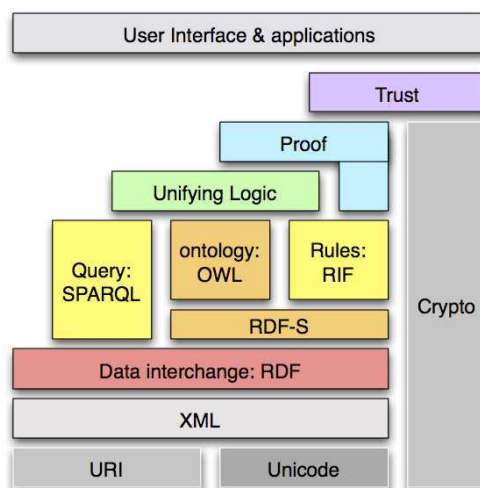 User Interface & applications
Trust
Proof
Unifying Logic
Query:
SPARQL
ontology:
OWL
Rules:
RIF
Crypto
RDF-S
Data interchange: RDF
XML
URI
Unicode